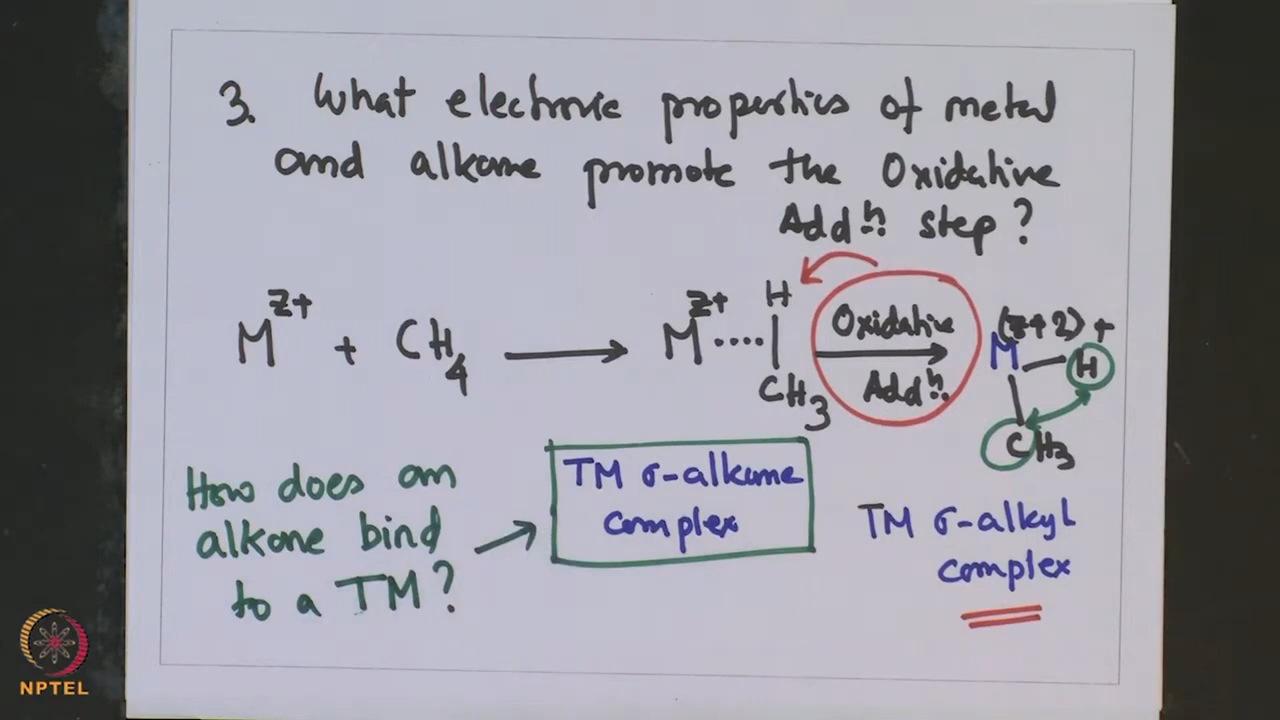 3. What electronic properties of metal
and alkane promote the Oxidative
Addn. step?
M^Z+ + CH4 ⟶ M^Z+ ···· H | CH3 Oxidative Addn. ⟶ M^(Z+2)+ — H | CH3
How does an
alkane bind
to a TM?
TM σ-alkane
complex
TM σ-alkyl
complex
NPTEL